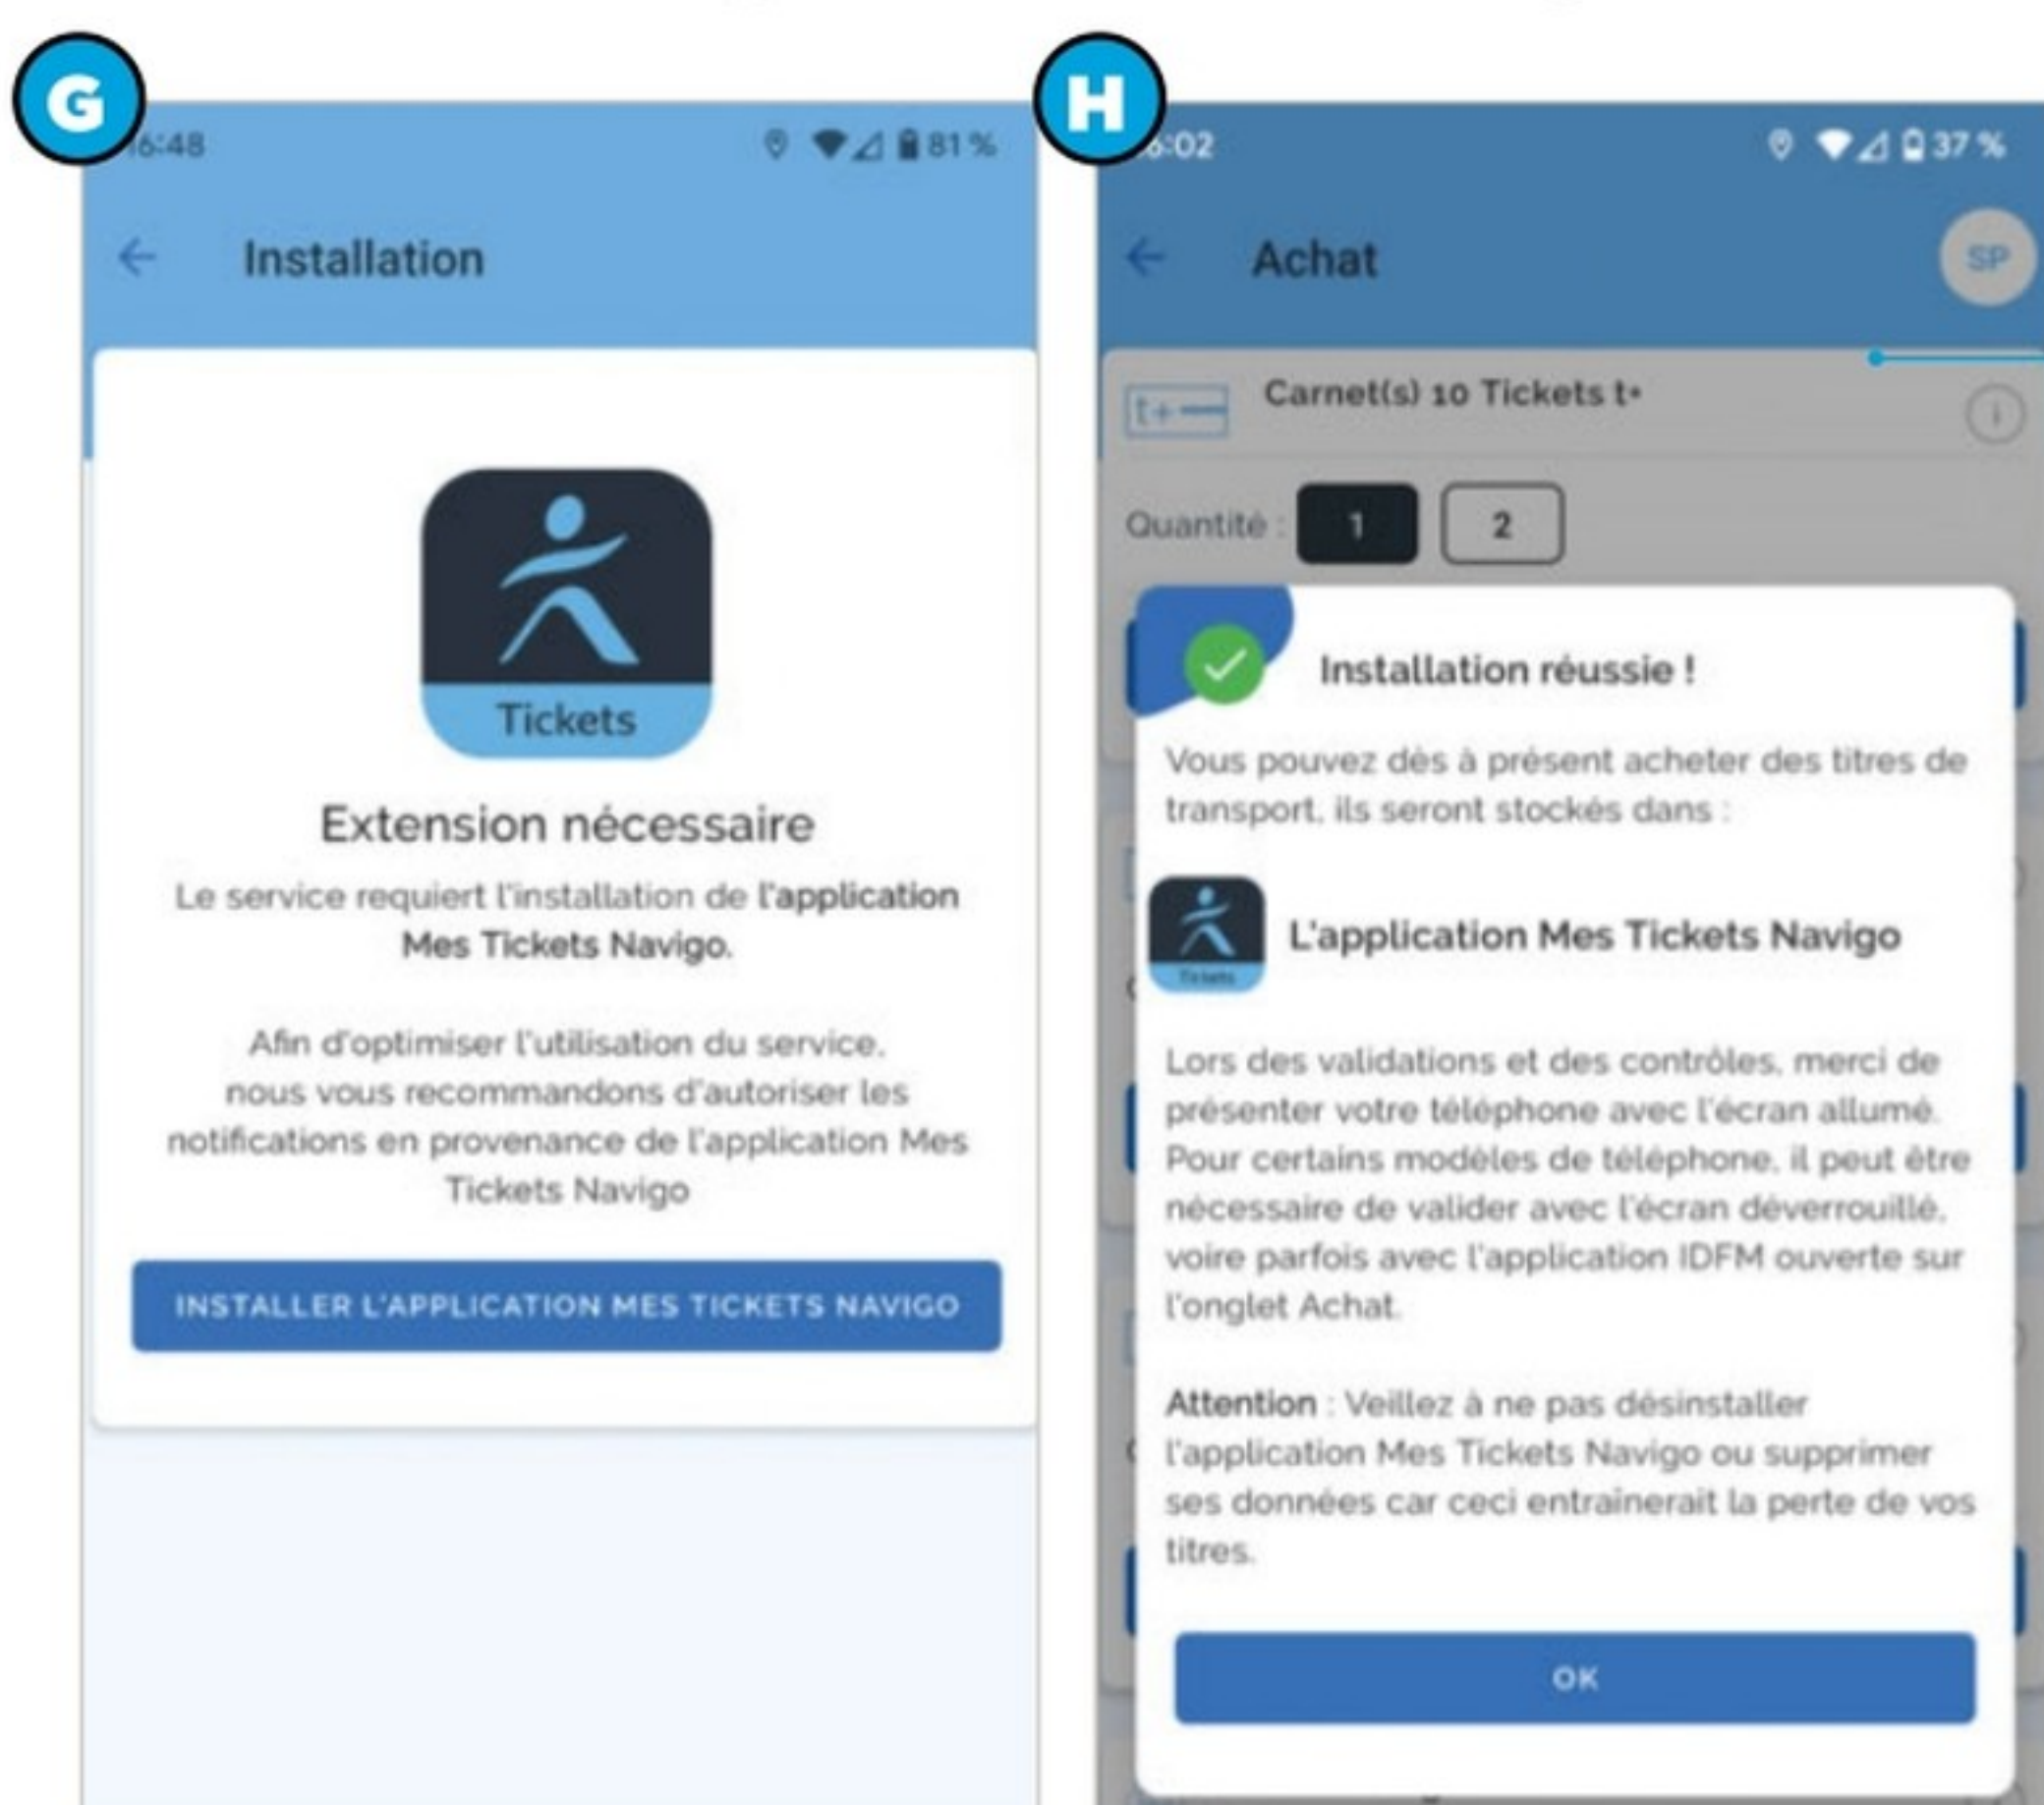 G
16:48
81 %
Installation
Tickets
Extension nécessaire
Le service requiert l'installation de l'application
Mes Tickets Navigo.
Afin d'optimiser l'utilisation du service,
nous vous recommandons d'autoriser les
notifications en provenance de l'application Mes
Tickets Navigo
INSTALLER L'APPLICATION MES TICKETS NAVIGO
H
6:02
37 %
Achat
SP
t+
Carnet(s) 10 Tickets t+
i
Quantité :
1
2
Installation réussie !
Vous pouvez dès à présent acheter des titres de
transport, ils seront stockés dans :
Tickets
L'application Mes Tickets Navigo
Lors des validations et des contrôles, merci de
présenter votre téléphone avec l'écran allumé.
Pour certains modèles de téléphone, il peut être
nécessaire de valider avec l'écran déverrouillé,
voire parfois avec l'application IDFM ouverte sur
l'onglet Achat.
Attention : Veillez à ne pas désinstaller
l'application Mes Tickets Navigo ou supprimer
ses données car ceci entraînerait la perte de vos
titres.
OK